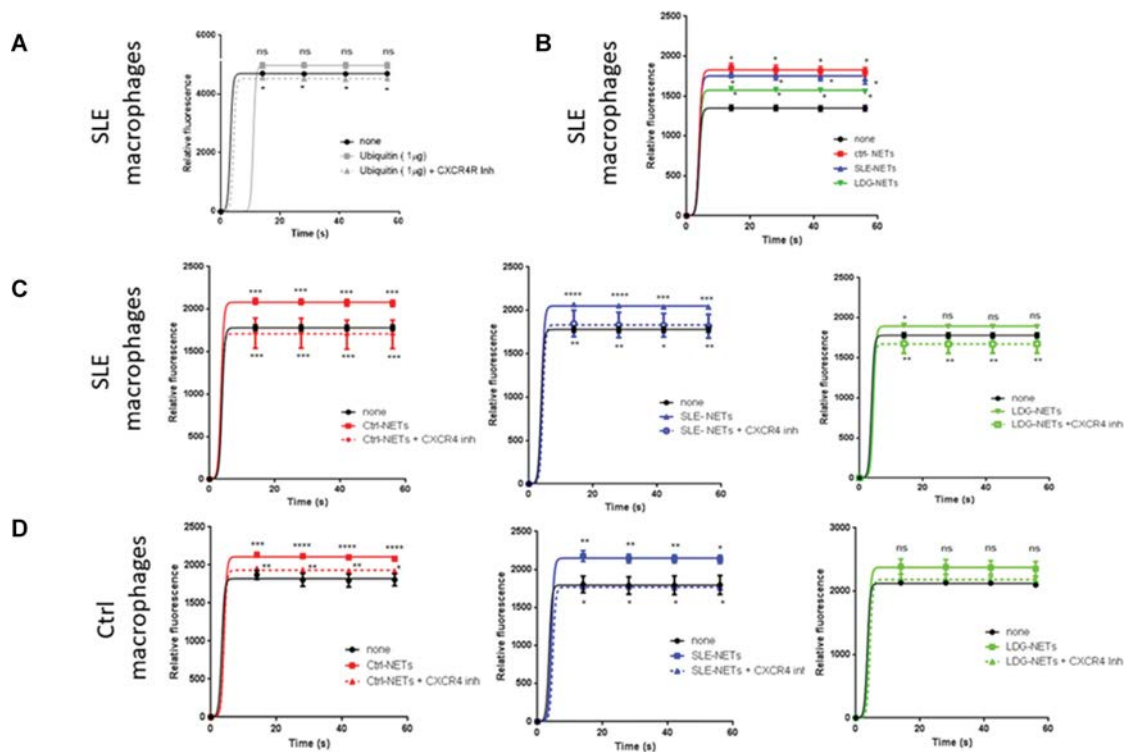 A
SLE
macrophages
Relative fluorescence
6000
4000
2000
0
ns ns ns ns
* * * *
none
Ubiquitin ( 1µg)
Ubiquitin ( 1µg) + CXCR4R Inh
0 20 40 60
Time (s)
B
SLE
macrophages
Relative fluorescence
2500
2000
1500
1000
500
0
* * * *
* * * *
* * * *
none
ctrl- NETs
SLE-NETs
LDG-NETs
0 20 40 60
Time (s)
C
SLE
macrophages
Relative fluorescence
2500
2000
1500
1000
500
0
*** *** *** ***
*** *** *** ***
none
Ctrl-NETs
Ctrl-NETs + CXCR4 inh
0 20 40 60
Time (s)
Relative fluorescence
2500
2000
1500
1000
500
0
**** **** *** ***
** ** * **
none
SLE- NETs
SLE- NETs + CXCR4 inh
0 20 40 60
Time (s)
Relative fluorescence
2500
2000
1500
1000
500
0
* ns ns ns
** ** ** **
none
LDG-NETs
LDG-NETs +CXCR4 inh
0 20 40 60
Time (s)
D
Ctrl
macrophages
Relative fluorescence
2500
2000
1500
1000
500
0
*** **** **** ****
** ** ** *
none
Ctrl-NETs
Ctrl-NETs + CXCR4 inh
0 20 40 60
Time (s)
Relative fluorescence
2500
2000
1500
1000
500
0
** ** ** *
* * * *
none
SLE-NETs
SLE-NETs + CXCR4 inf
0 20 40 60
Time (s)
Relative fluorescence
3000
2000
1000
0
ns ns ns ns
none
LDG-NETs
LDG-NETs + CXCR4 Inh
0 20 40 60
Time (s)